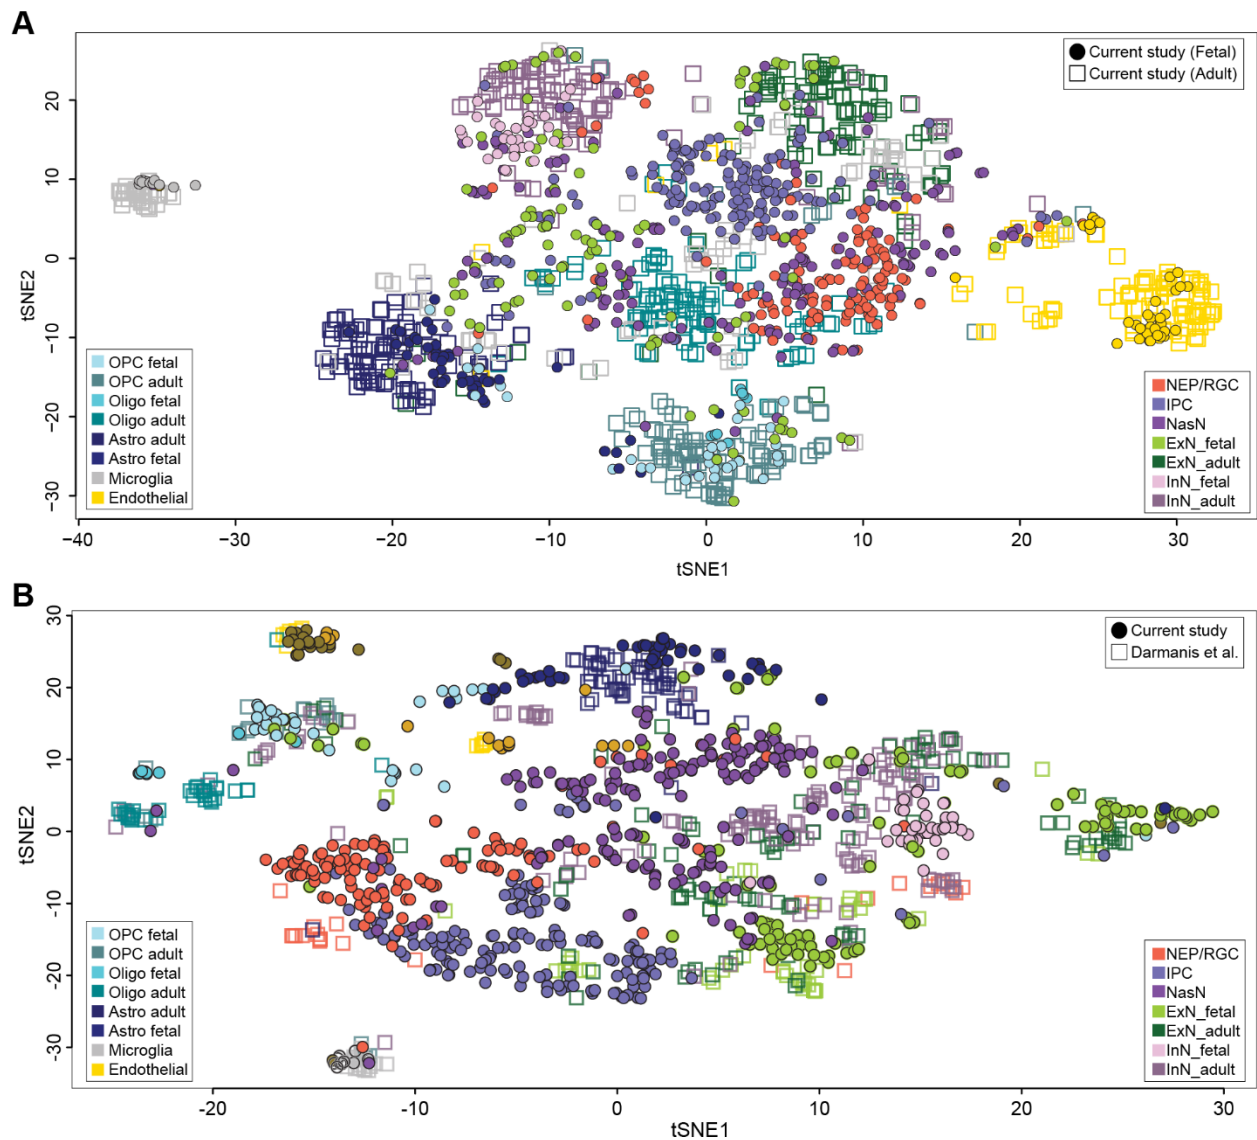 A
Current study (Fetal)
Current study (Adult)
20
10
0
−10
−20
−30
tSNE2
OPC fetal
OPC adult
Oligo fetal
Oligo adult
Astro adult
Astro fetal
Microglia
Endothelial
NEP/RGC
IPC
NasN
ExN_fetal
ExN_adult
InN_fetal
InN_adult
−40
−30
−20
−10
0
10
20
30
tSNE1
B
Current study
Darmanis et al.
30
20
10
0
-10
-20
-30
tSNE2
OPC fetal
OPC adult
Oligo fetal
Oligo adult
Astro adult
Astro fetal
Microglia
Endothelial
NEP/RGC
IPC
NasN
ExN_fetal
ExN_adult
InN_fetal
InN_adult
-20
-10
0
10
20
30
tSNE1